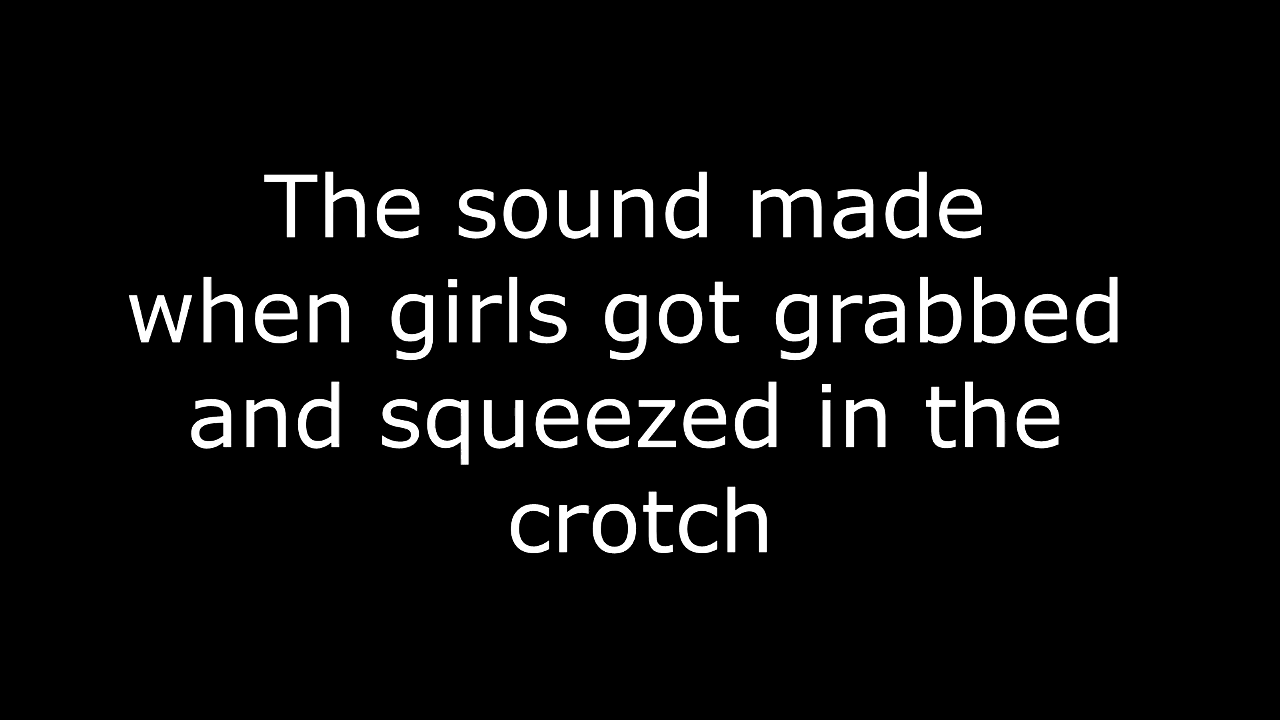 The sound made
when girls got grabbed
and squeezed in the
crotch